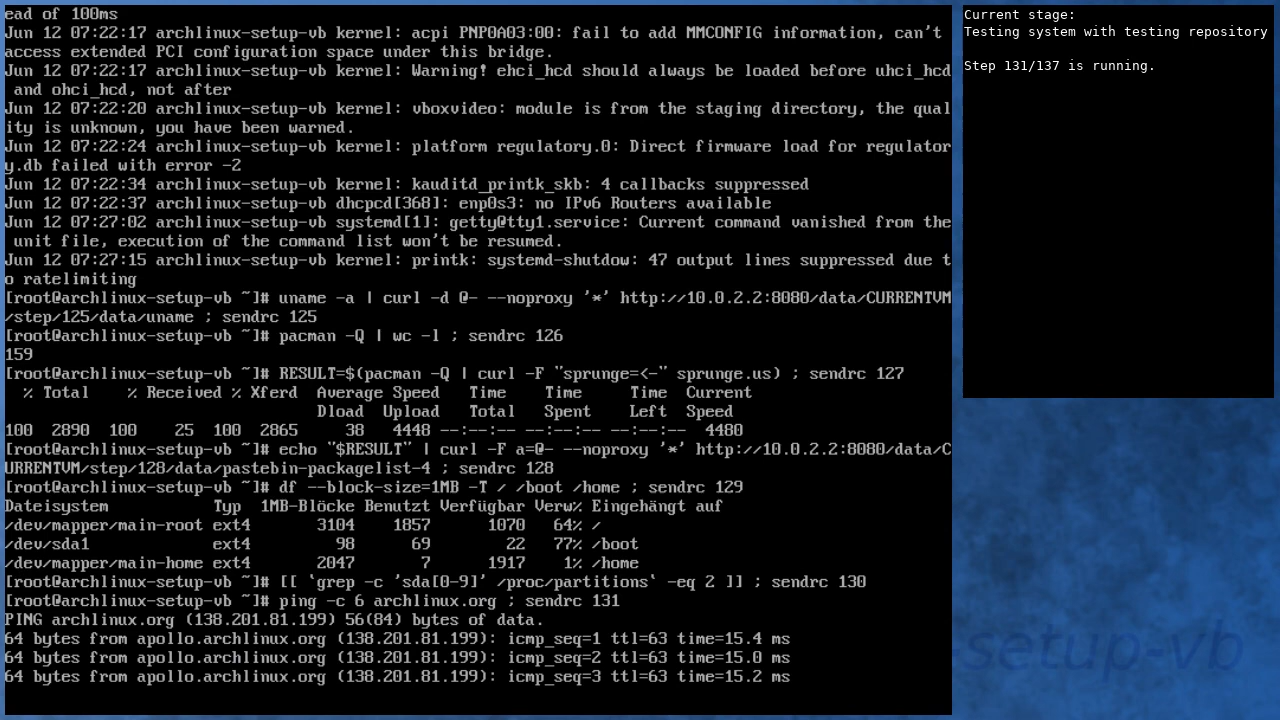 ead of 100ms
Jun 12 07:22:17 archlinux-setup-vb kernel: acpi PNP0A03:00: fail to add MMCONFIG information, can't
access extended PCI configuration space under this bridge.
Jun 12 07:22:17 archlinux-setup-vb kernel: Warning! ehci_hcd should always be loaded before uhci_hcd
 and ohci_hcd, not after
Jun 12 07:22:20 archlinux-setup-vb kernel: vboxvideo: module is from the staging directory, the qual
ity is unknown, you have been warned.
Jun 12 07:22:24 archlinux-setup-vb kernel: platform regulatory.0: Direct firmware load for regulator
y.db failed with error -2
Jun 12 07:22:34 archlinux-setup-vb kernel: kauditd_printk_skb: 4 callbacks suppressed
Jun 12 07:22:37 archlinux-setup-vb dhcpcd[368]: enp0s3: no IPv6 Routers available
Jun 12 07:27:02 archlinux-setup-vb systemd[1]: getty@tty1.service: Current command vanished from the
 unit file, execution of the command list won't be resumed.
Jun 12 07:27:15 archlinux-setup-vb kernel: printk: systemd-shutdow: 47 output lines suppressed due t
o ratelimiting
[root@archlinux-setup-vb ~]# uname -a | curl -d @- --noproxy '*' http://10.0.2.2:8080/data/CURRENTVM
/step/125/data/uname ; sendrc 125
[root@archlinux-setup-vb ~]# pacman -Q | wc -l ; sendrc 126
159
[root@archlinux-setup-vb ~]# RESULT=$(pacman -Q | curl -F "sprunge=<-" sprunge.us) ; sendrc 127
  % Total    % Received % Xferd  Average Speed   Time    Time     Time  Current
                                 Dload  Upload   Total   Spent    Left  Speed
100  2890  100    25  100  2865     38   4448 --:--:-- --:--:-- --:--:--  4480
[root@archlinux-setup-vb ~]# echo "$RESULT" | curl -F a=@- --noproxy '*' http://10.0.2.2:8080/data/C
URRENTVM/step/128/data/pastebin-packagelist-4 ; sendrc 128
[root@archlinux-setup-vb ~]# df --block-size=1MB -T / /boot /home ; sendrc 129
Dateisystem           Typ  1MB-Blöcke Benutzt Verfügbar Verw% Eingehängt auf
/dev/mapper/main-root ext4       3104    1857      1070   64% /
/dev/sda1             ext4         98      69        22   77% /boot
/dev/mapper/main-home ext4       2047       7      1917    1% /home
[root@archlinux-setup-vb ~]# [[ `grep -c 'sda[0-9]' /proc/partitions` -eq 2 ]] ; sendrc 130
[root@archlinux-setup-vb ~]# ping -c 6 archlinux.org ; sendrc 131
PING archlinux.org (138.201.81.199) 56(84) bytes of data.
64 bytes from apollo.archlinux.org (138.201.81.199): icmp_seq=1 ttl=63 time=15.4 ms
64 bytes from apollo.archlinux.org (138.201.81.199): icmp_seq=2 ttl=63 time=15.0 ms
64 bytes from apollo.archlinux.org (138.201.81.199): icmp_seq=3 ttl=63 time=15.2 ms
Current stage:
Testing system with testing repository
Step 131/137 is running.
-setup-vb